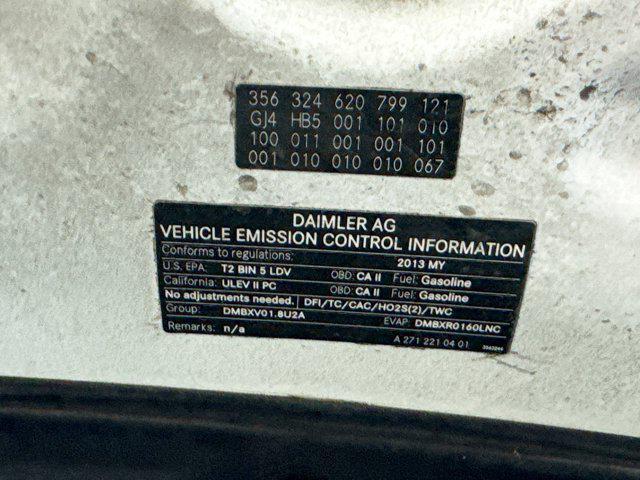 356 324 620 799 121
GJ4 HB5 001 101 010
100 011 001 001 101
001 010 010 010 067
DAIMLER AG
VEHICLE EMISSION CONTROL INFORMATION
Conforms to regulations: 2013 MY
U.S. EPA: T2 BIN 5 LDV OBD: CA II Fuel: Gasoline
California: ULEV II PC OBD: CA II Fuel: Gasoline
No adjustments needed. DFI/TC/CAC/HO2S(2)/TWC
Group: DMBXV01.8U2A EVAP: DMBXR0160LNC
Remarks: n/a A 271 221 04 01